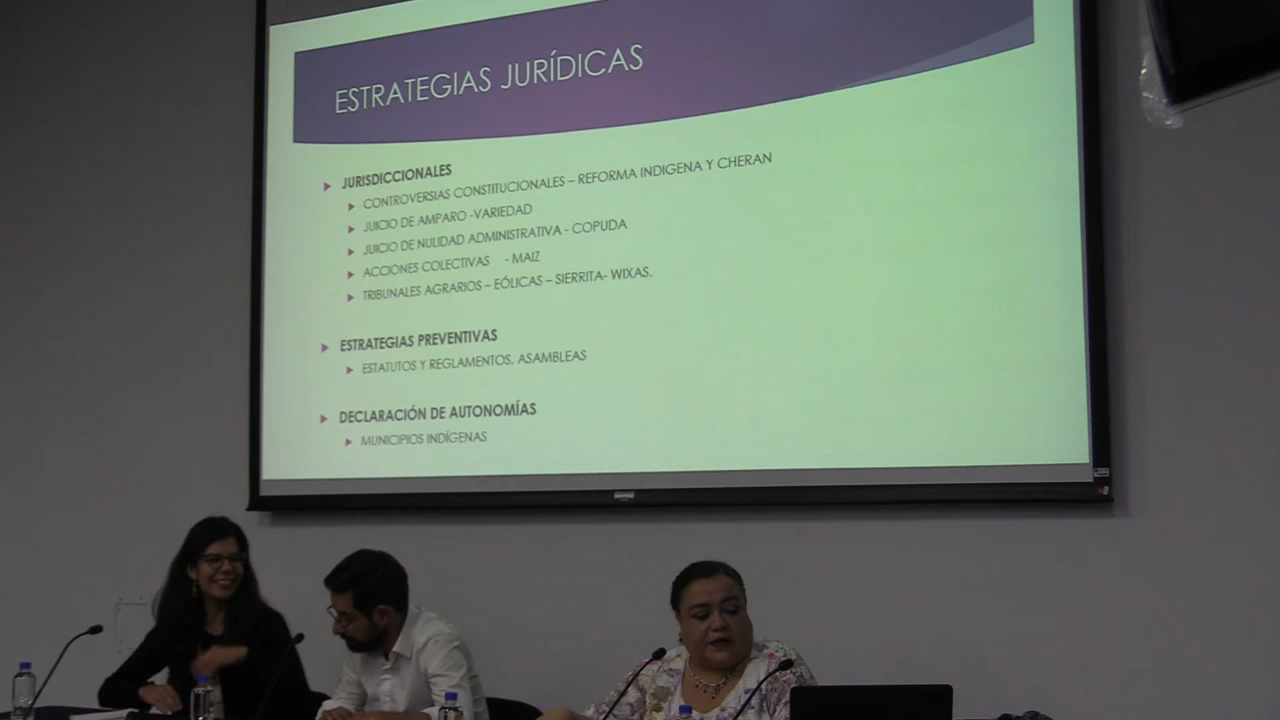 ESTRATEGIAS JURÍDICAS
JURISDICCIONALES
CONTROVERSIAS CONSTITUCIONALES – REFORMA INDIGENA Y CHERAN
JUICIO DE AMPARO -VARIEDAD
JUICIO DE NULIDAD ADMINISTRATIVA - COPUDA
ACCIONES COLECTIVAS - MAIZ
TRIBUNALES AGRARIOS – EÓLICAS – SIERRITA- WIXAS.
ESTRATEGIAS PREVENTIVAS
ESTATUTOS Y REGLAMENTOS, ASAMBLEAS
DECLARACIÓN DE AUTONOMÍAS
MUNICIPIOS INDÍGENAS